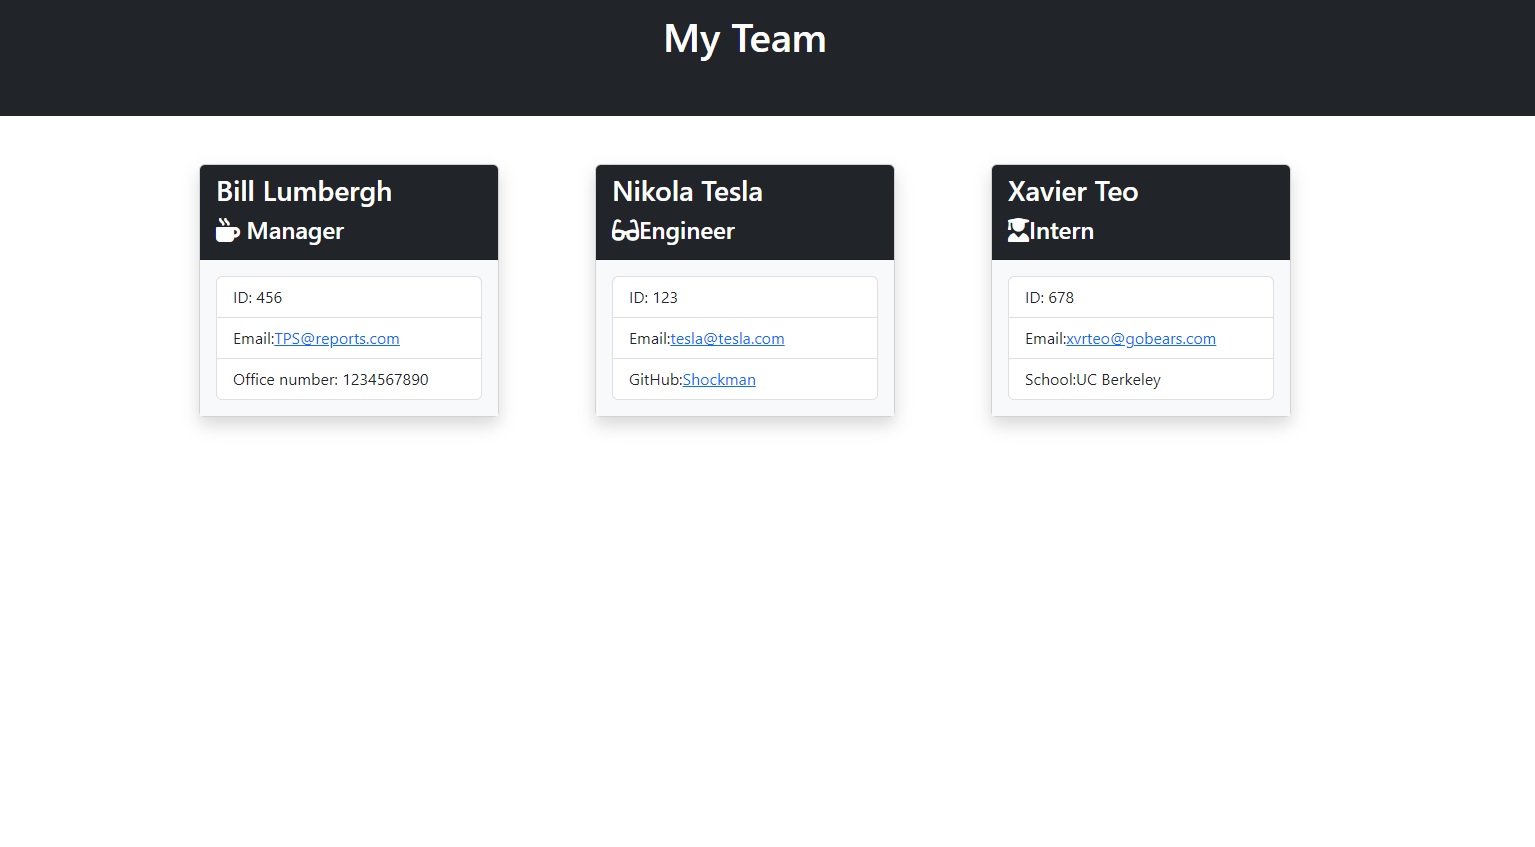 My Team
Bill Lumbergh
Manager
ID: 456
Email:TPS@reports.com
Office number: 1234567890
Nikola Tesla
Engineer
ID: 123
Email:tesla@tesla.com
GitHub:Shockman
Xavier Teo
Intern
ID: 678
Email:xvrteo@gobears.com
School:UC Berkeley